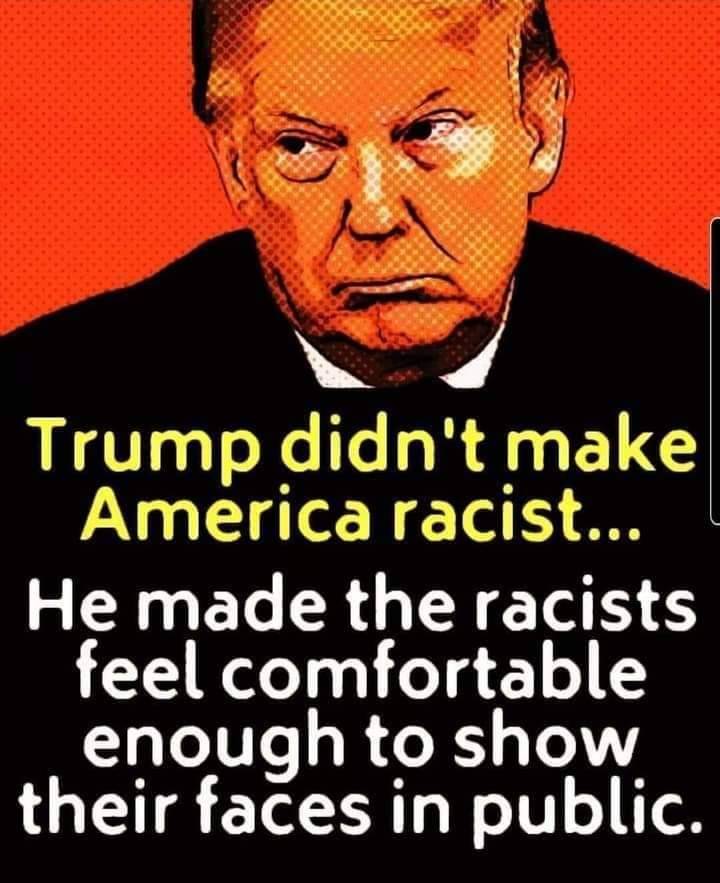 Trump didn't make
America racist...
He made the racists
feel comfortable
enough to show
their faces in public.